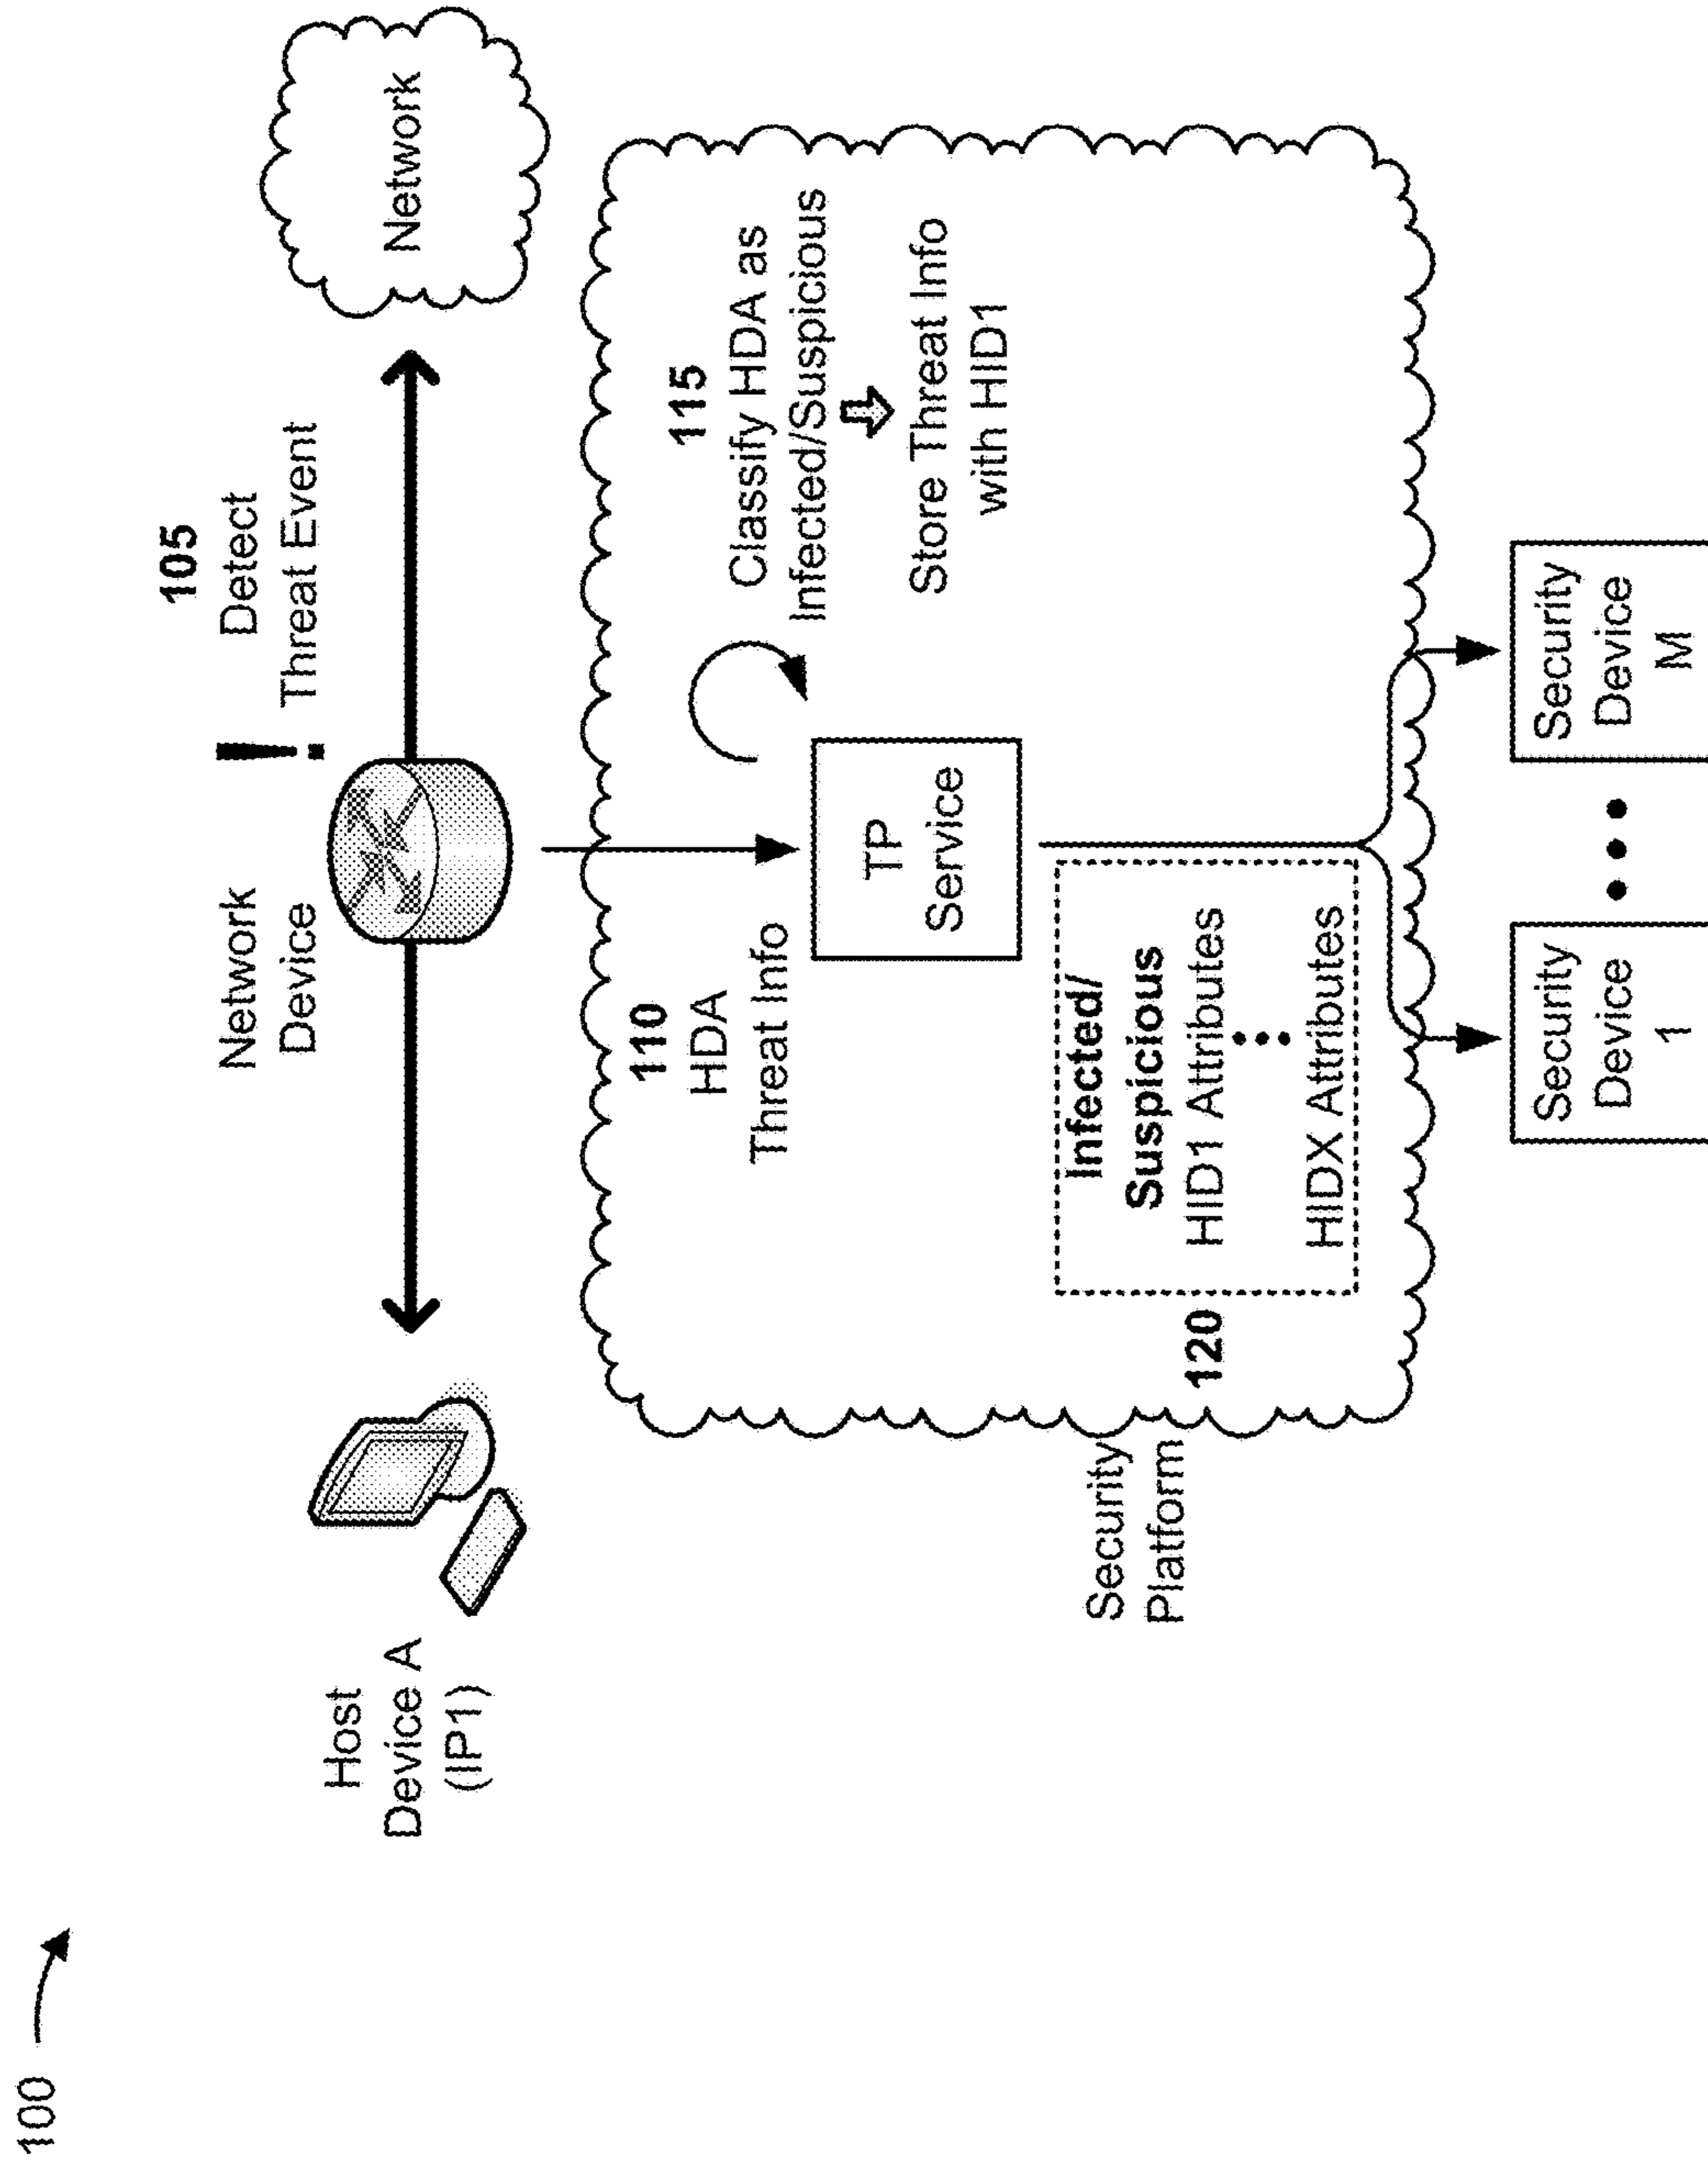 100
105
Detect
Threat Event
Network
Device
Host
Device A
(IP1)
Network
110
HDA
Threat Info
115
Classify HDA as
Infected/Suspicious
Store Threat Info
with HID1
TP
Service
Infected/
Suspicious
HID1 Attributes
HIDX Attributes
120
Security
Platform
Security
Device
1
Security
Device
M